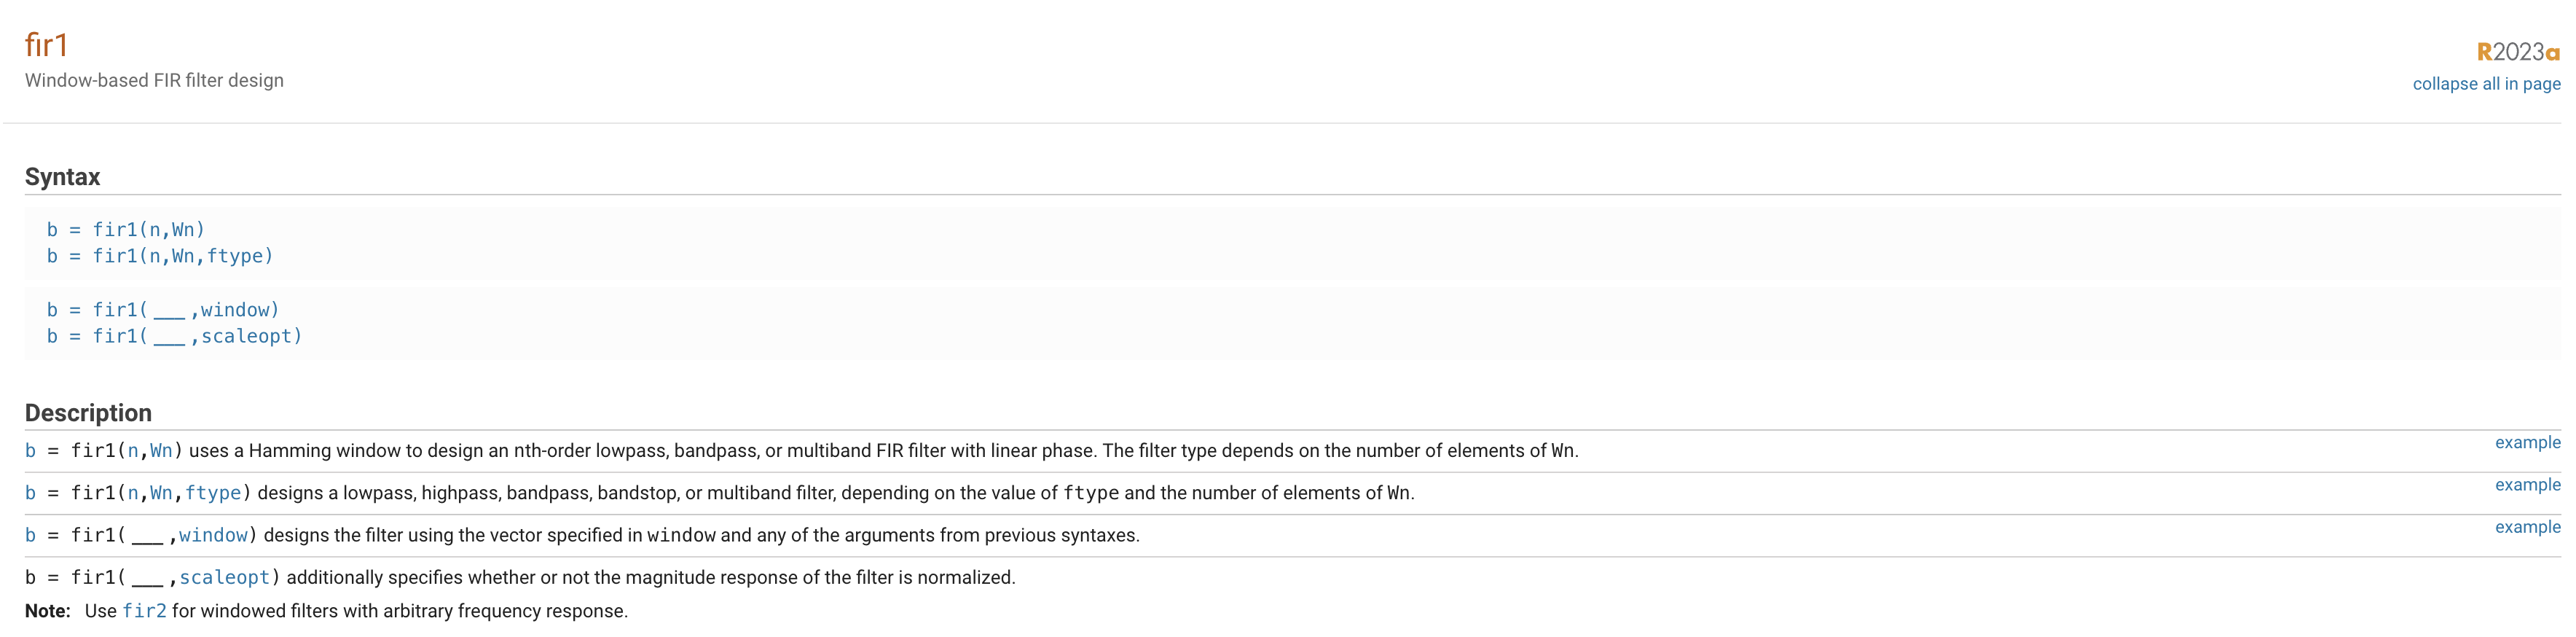 fir1
R2023a
Window-based FIR filter design
collapse all in page
Syntax
b = fir1(n,Wn)
b = fir1(n,Wn,ftype)
b = fir1(___,window)
b = fir1(___,scaleopt)
Description
b = fir1(n,Wn) uses a Hamming window to design an nth-order lowpass, bandpass, or multiband FIR filter with linear phase. The filter type depends on the number of elements of Wn.
example
b = fir1(n,Wn,ftype) designs a lowpass, highpass, bandpass, bandstop, or multiband filter, depending on the value of ftype and the number of elements of Wn.
example
b = fir1(___,window) designs the filter using the vector specified in window and any of the arguments from previous syntaxes.
example
b = fir1(___,scaleopt) additionally specifies whether or not the magnitude response of the filter is normalized.
Note: Use fir2 for windowed filters with arbitrary frequency response.